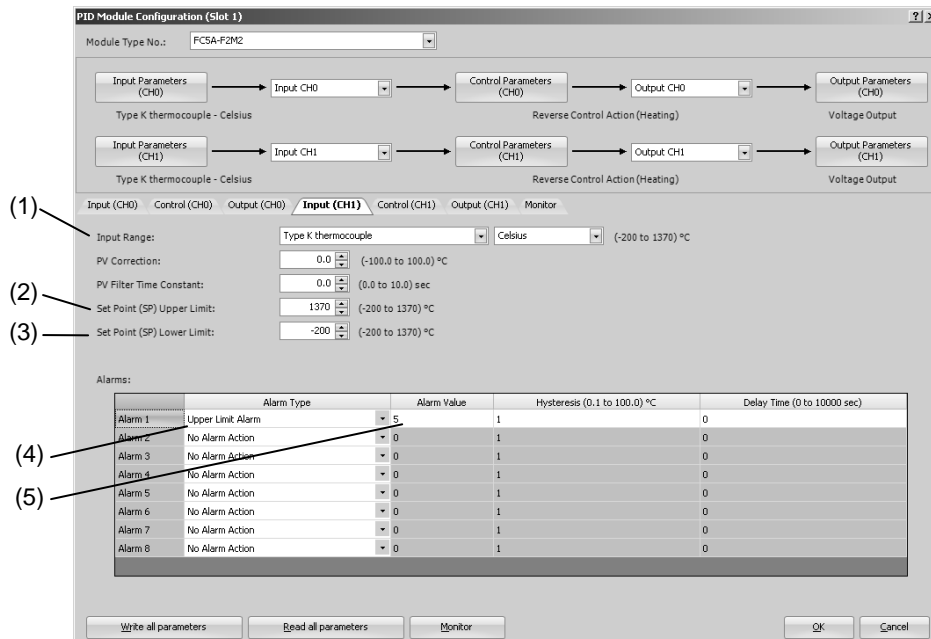 PID Module Configuration (Slot 1)
Module Type No.: FC5A-F2M2
Input Parameters (CH0) Input CH0 Control Parameters (CH0) Output CH0 Output Parameters (CH0)
Type K thermocouple - Celsius Reverse Control Action (Heating) Voltage Output
Input Parameters (CH1) Input CH1 Control Parameters (CH1) Output CH1 Output Parameters (CH1)
Type K thermocouple - Celsius Reverse Control Action (Heating) Voltage Output
Input (CH0) Control (CH0) Output (CH0) Input (CH1) Control (CH1) Output (CH1) Monitor
(1) Input Range: Type K thermocouple Celsius (-200 to 1370) °C
PV Correction: 0.0 (-100.0 to 100.0) °C
PV Filter Time Constant: 0.0 (0.0 to 10.0) sec
(2) Set Point (SP) Upper Limit: 1370 (-200 to 1370) °C
(3) Set Point (SP) Lower Limit: -200 (-200 to 1370) °C
Alarms:
Alarm Type Alarm Value Hysteresis (0.1 to 100.0) °C Delay Time (0 to 10000 sec)
Alarm 1 Upper Limit Alarm 5 1 0
Alarm 2 No Alarm Action 0 1 0
(4) Alarm 3 No Alarm Action 0 1 0
Alarm 4 No Alarm Action 0 1 0
(5) Alarm 5 No Alarm Action 0 1 0
Alarm 6 No Alarm Action 0 1 0
Alarm 7 No Alarm Action 0 1 0
Alarm 8 No Alarm Action 0 1 0
Write all parameters Read all parameters Monitor OK Cancel